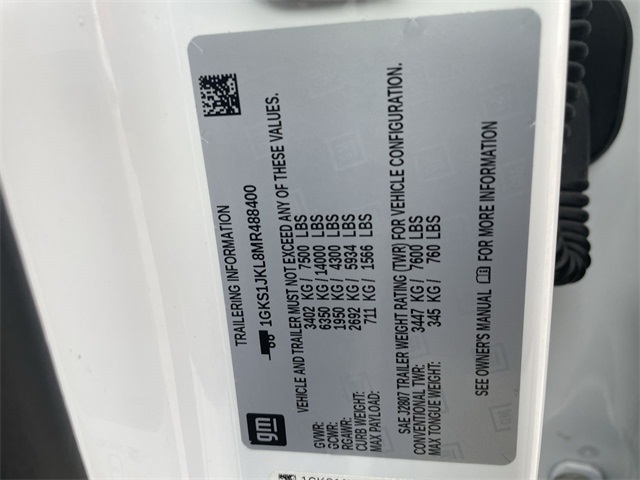 gm
TRAILERING INFORMATION
1GKS1JKL8MR488400
VEHICLE AND TRAILER MUST NOT EXCEED ANY OF THESE VALUES.
GVWR: 3402 KG / 7500 LBS
GCWR: 6350 KG / 14000 LBS
RGAWR: 1950 KG / 4300 LBS
CURB WEIGHT: 2692 KG / 5934 LBS
MAX PAYLOAD: 711 KG / 1566 LBS
SAE J2807 TRAILER WEIGHT RATING (TWR) FOR VEHICLE CONFIGURATION.
CONVENTIONAL TWR: 3447 KG / 7600 LBS
MAX TONGUE WEIGHT: 345 KG / 760 LBS
SEE OWNER'S MANUAL FOR MORE INFORMATION